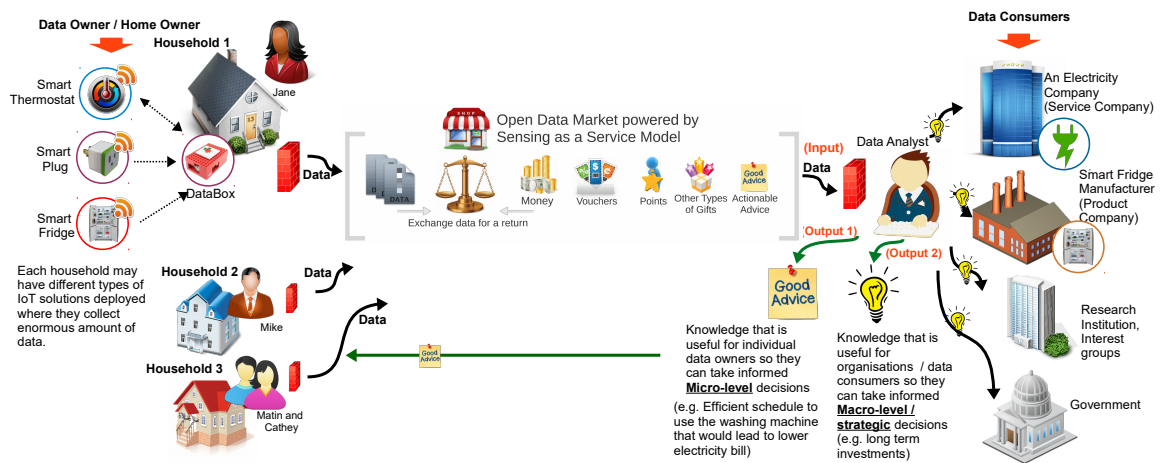 Data Owner / Home Owner
Household 1
Jane
Smart
Thermostat
Smart
Plug
DataBox
Smart
Fridge
Each household may
have different types of
IoT solutions deployed
where they collect
enormous amount of
data.
Household 2
Mike
Household 3
Matin and
Cathey
Data
Data
Data
SHOP
Open Data Market powered by
Sensing as a Service Model
DATA
Money
Vouchers
Points
Other Types
of Gifts
Good
Advice
Actionable
Advice
Exchange data for a return
(Input)
Data
Data Analyst
(Output 1)
(Output 2)
Good
Advice
Good
Advice
Knowledge that is
useful for individual
data owners so they
can take informed
Micro-level decisions
(e.g. Efficient schedule to
use the washing machine
that would lead to lower
electricity bill)
Knowledge that is
useful for
organisations / data
consumers so they
can take informed
Macro-level /
strategic decisions
(e.g. long term
investments)
Data Consumers
An Electricity
Company
(Service Company)
Smart Fridge
Manufacturer
(Product
Company)
Research
Institution,
Interest
groups
Government